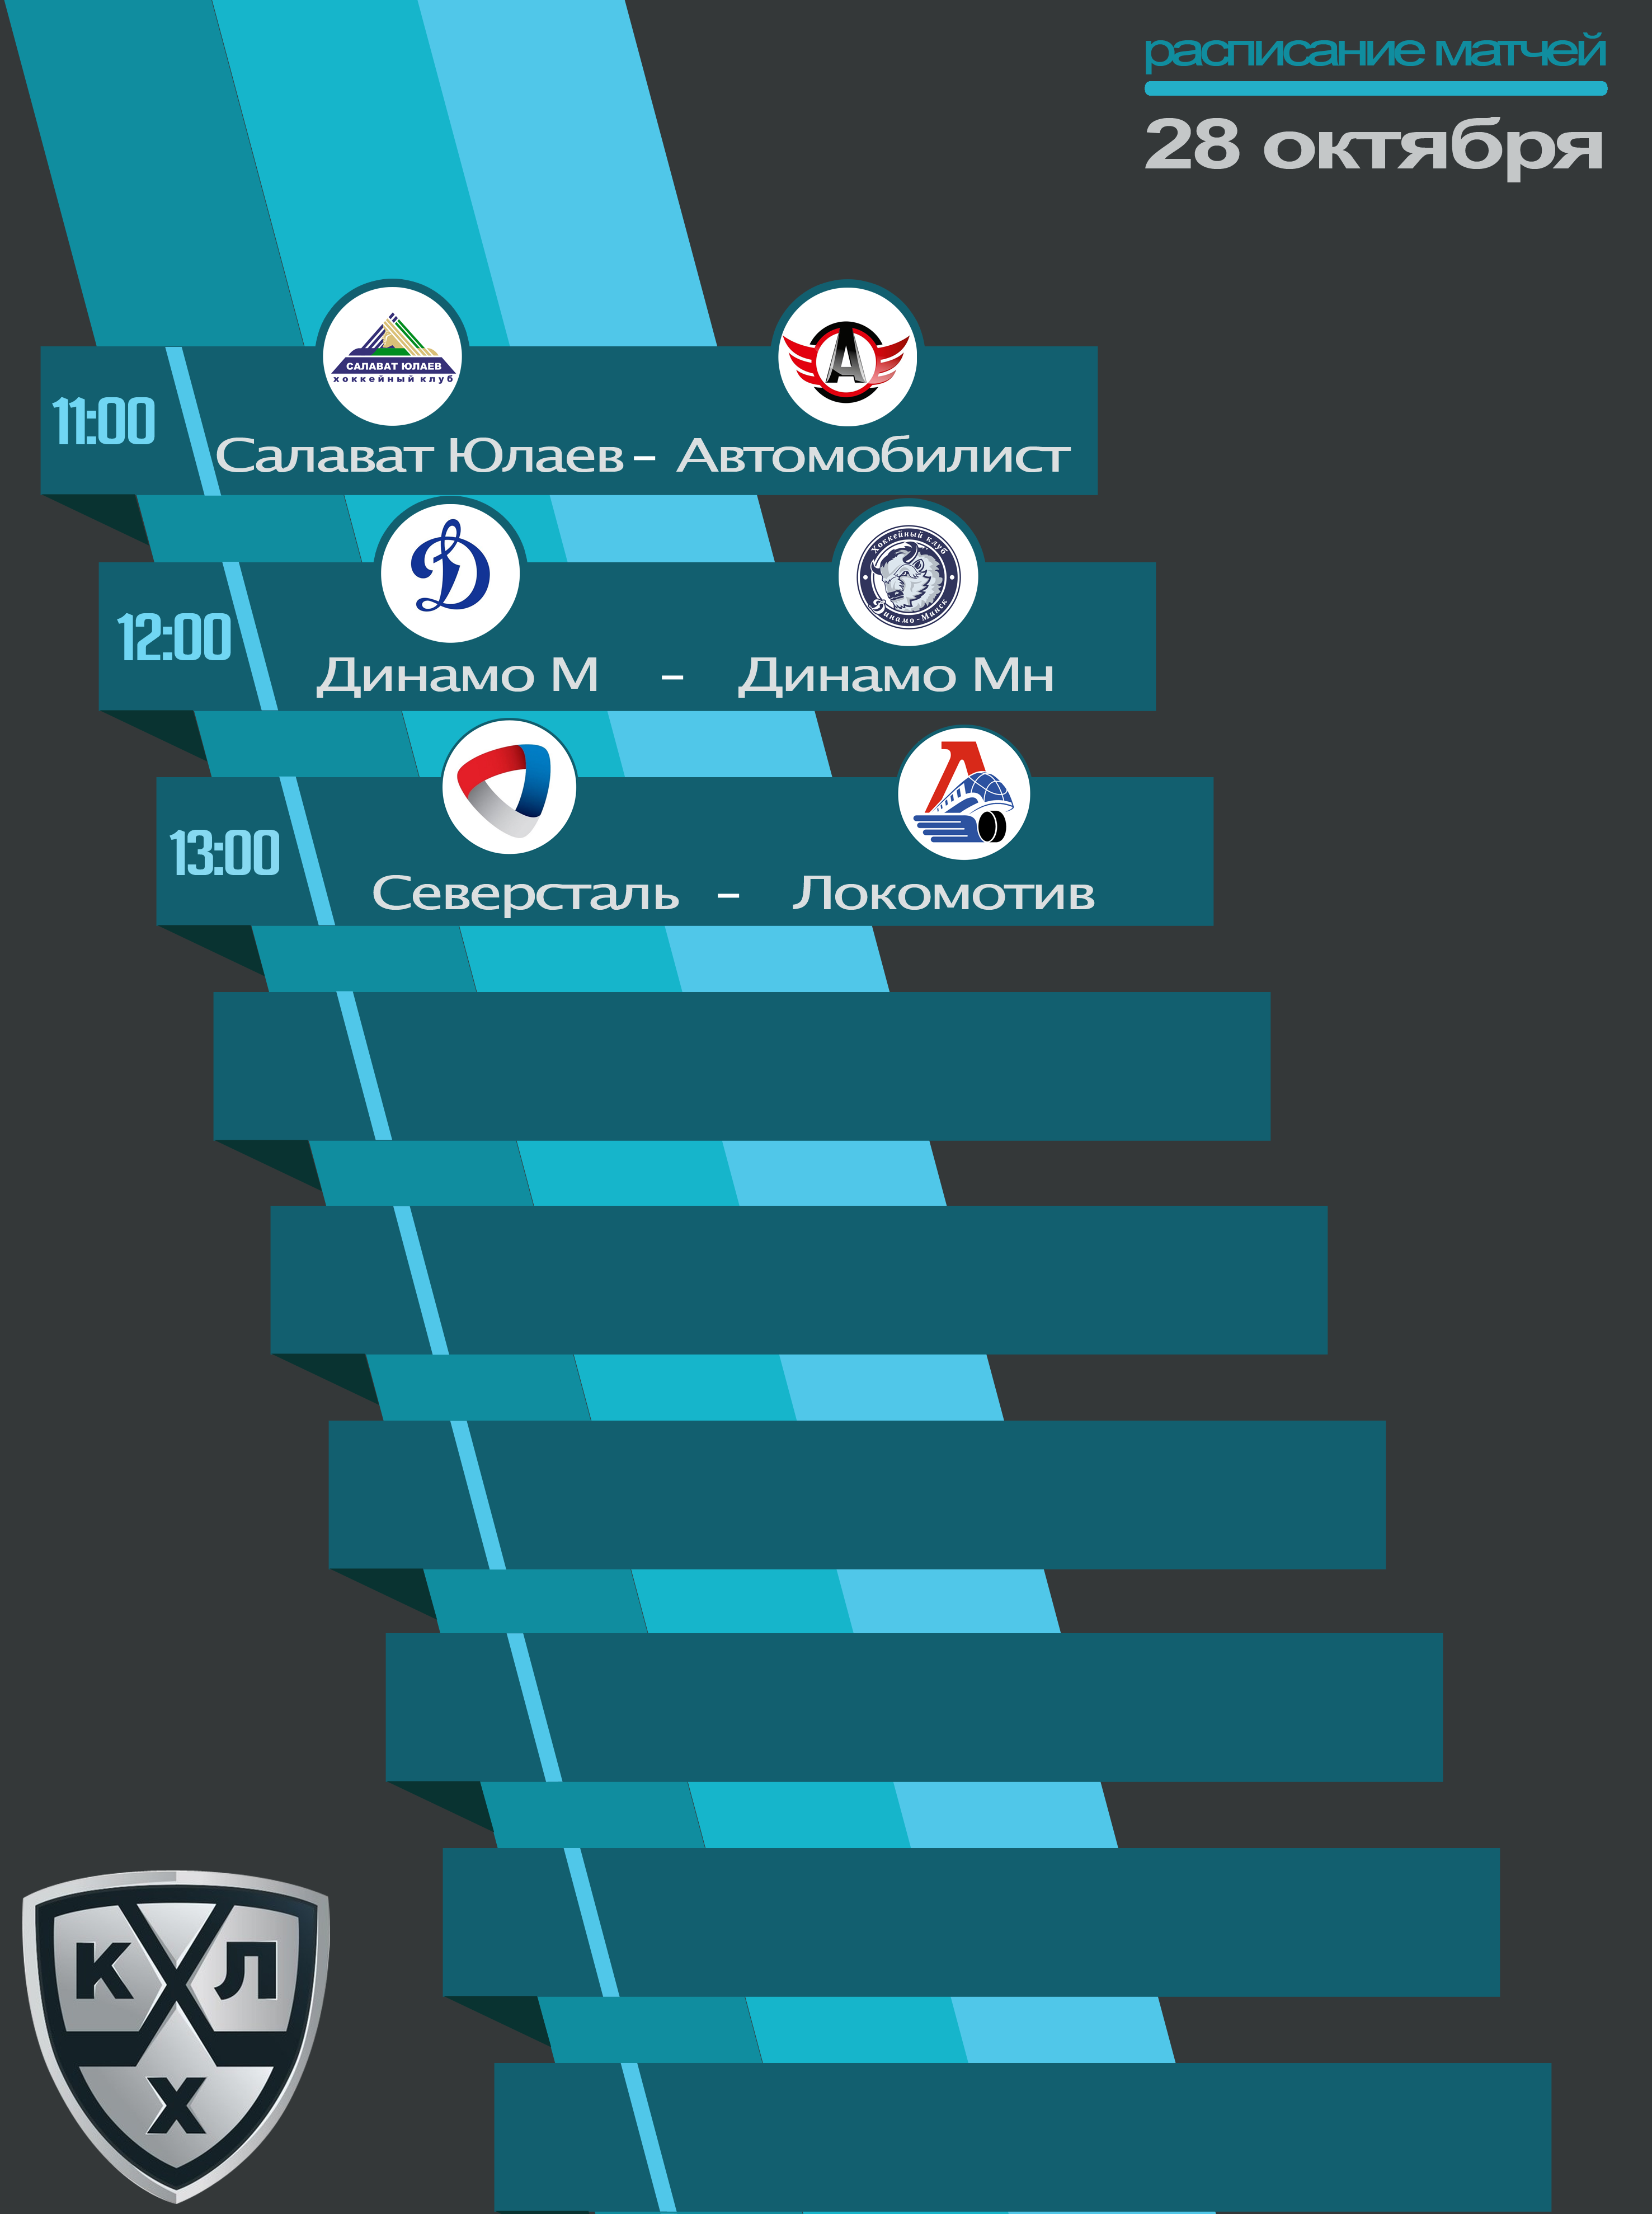 расписание матчей
28 октября
САЛАВАТ ЮЛАЕВ
хоккейный клуб
А
11:00
Салават Юлаев – Автомобилист
Д
Хоккейный клуб
Динамо-Минск
12:00
Динамо М – Динамо Мн
Л
13:00
Северсталь – Локомотив
К Л
Х